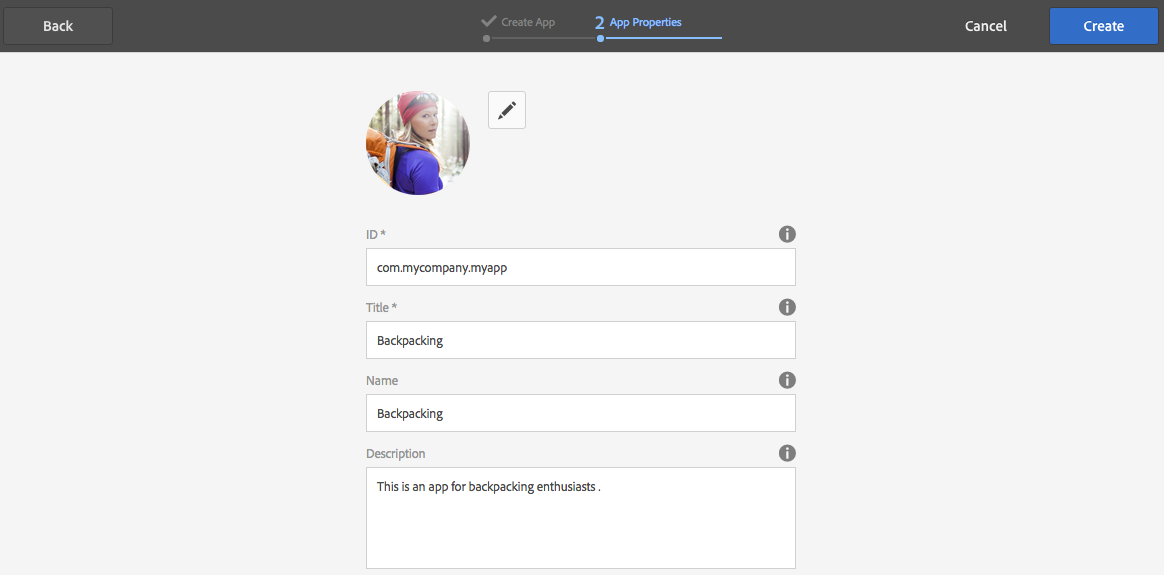 Back
Create App
2 App Properties
Cancel
Create
ID *
com.mycompany.myapp
Title *
Backpacking
Name
Backpacking
Description
This is an app for backpacking enthusiasts .